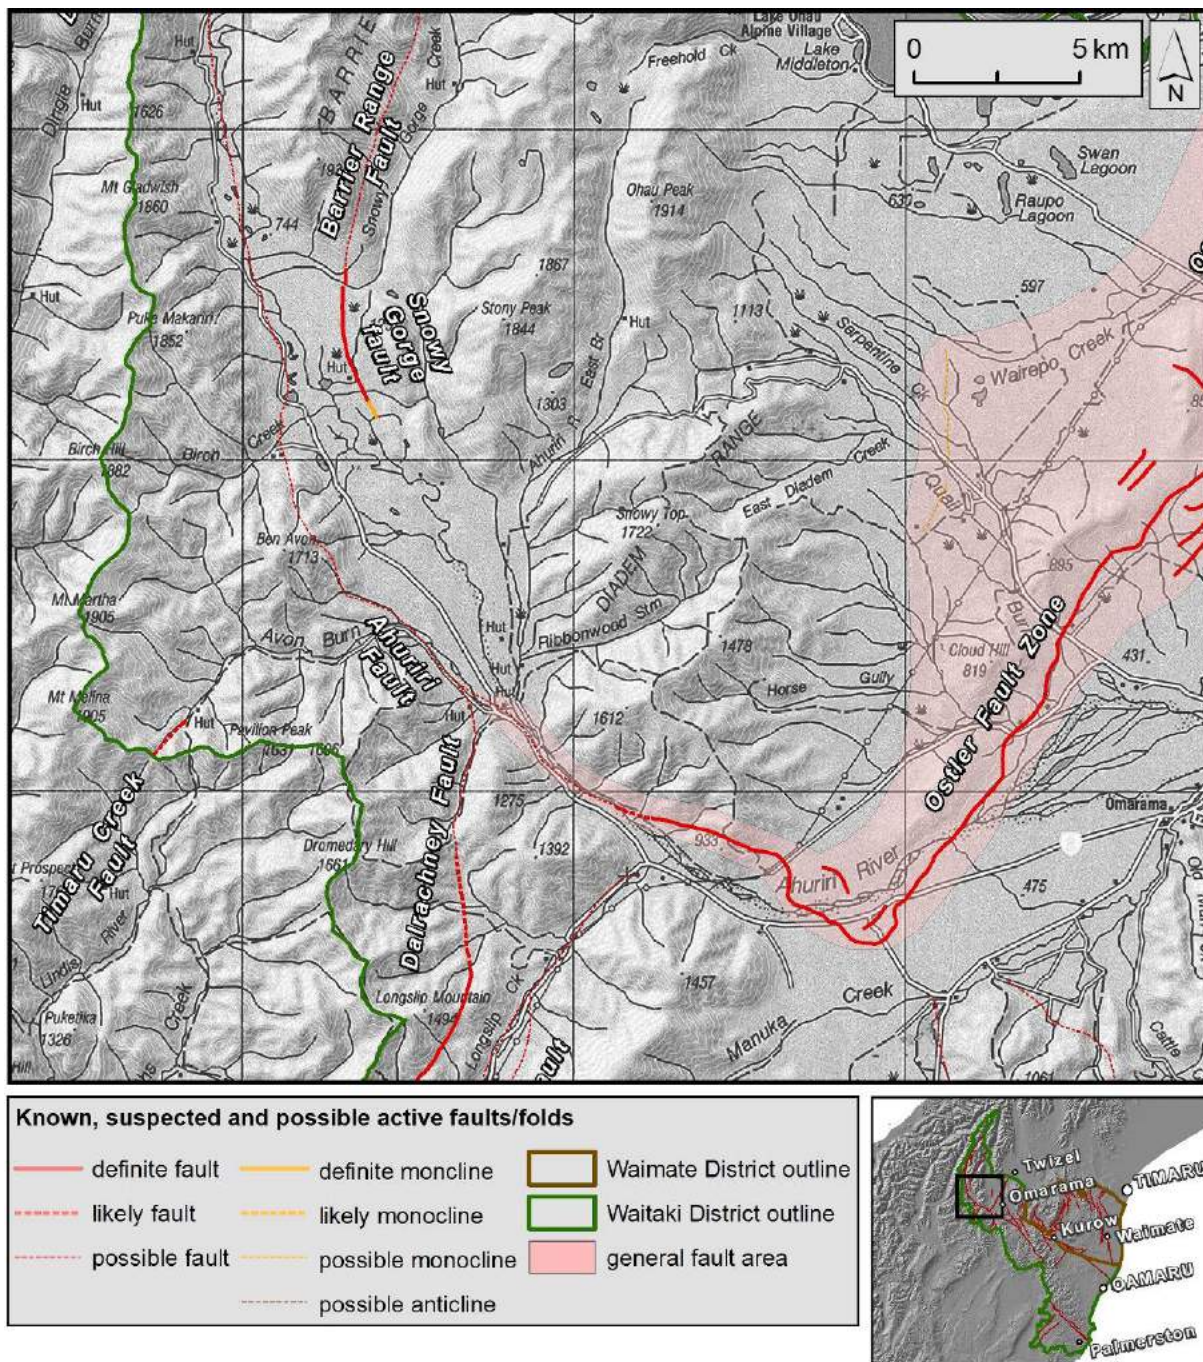 Hut
Lake Ohau
Alpine Village
Lake
Middleton
Freehold Ck
0 5 km
N
BARRIE
Creek
Hut
Dingle Burn
Hut
1626
Barrier Range
Fault
Snowy Gorge
Mt Gladwish
1860
744
Ohau Peak
1914
630
Swan
Lagoon
Raupo
Lagoon
Hut
Puke Makariri
1852
Snowy
Gorge
fault
Hut
Stony Peak
1844
1867
Hut
1113
597
Serpentine Ck
Wairepo Creek
Ahuriri R East Br
1303
RANGE
Birch Hill
1882
Birch Creek
East Diadem Creek
Quail Burn
Snowy Top
1722
Ben Avon
1713
DIADEM
895
Mt Martha
1905
Avon Burn
Ahuriri
Fault
Hut
Ribbonwood Stm
Hut
Hut
1478
Cloud Hill
819
431
Horse Gully
Mt Melina
1905
Hut
Hut
Pavilion Peak
1631 1666
1612
Ostler Fault Zone
Timaru Creek
Fault
Dalrachney Fault
1275
Omarama
Dromedary Hill
1661
1392
933
Ahuriri River
475
Hut
Lindis River
Longslip Mountain
1494
Longslip Ck
1457
Manuka Creek
Puketika
1326
Creek
Hill
ault
1061
Cattle
Known, suspected and possible active faults/folds
definite fault definite moncline Waimate District outline
likely fault likely monocline Waitaki District outline
possible fault possible monocline general fault area
possible anticline
Twizel
Omarama
TIMARU
Kurow
Waimate
OAMARU
Palmerston